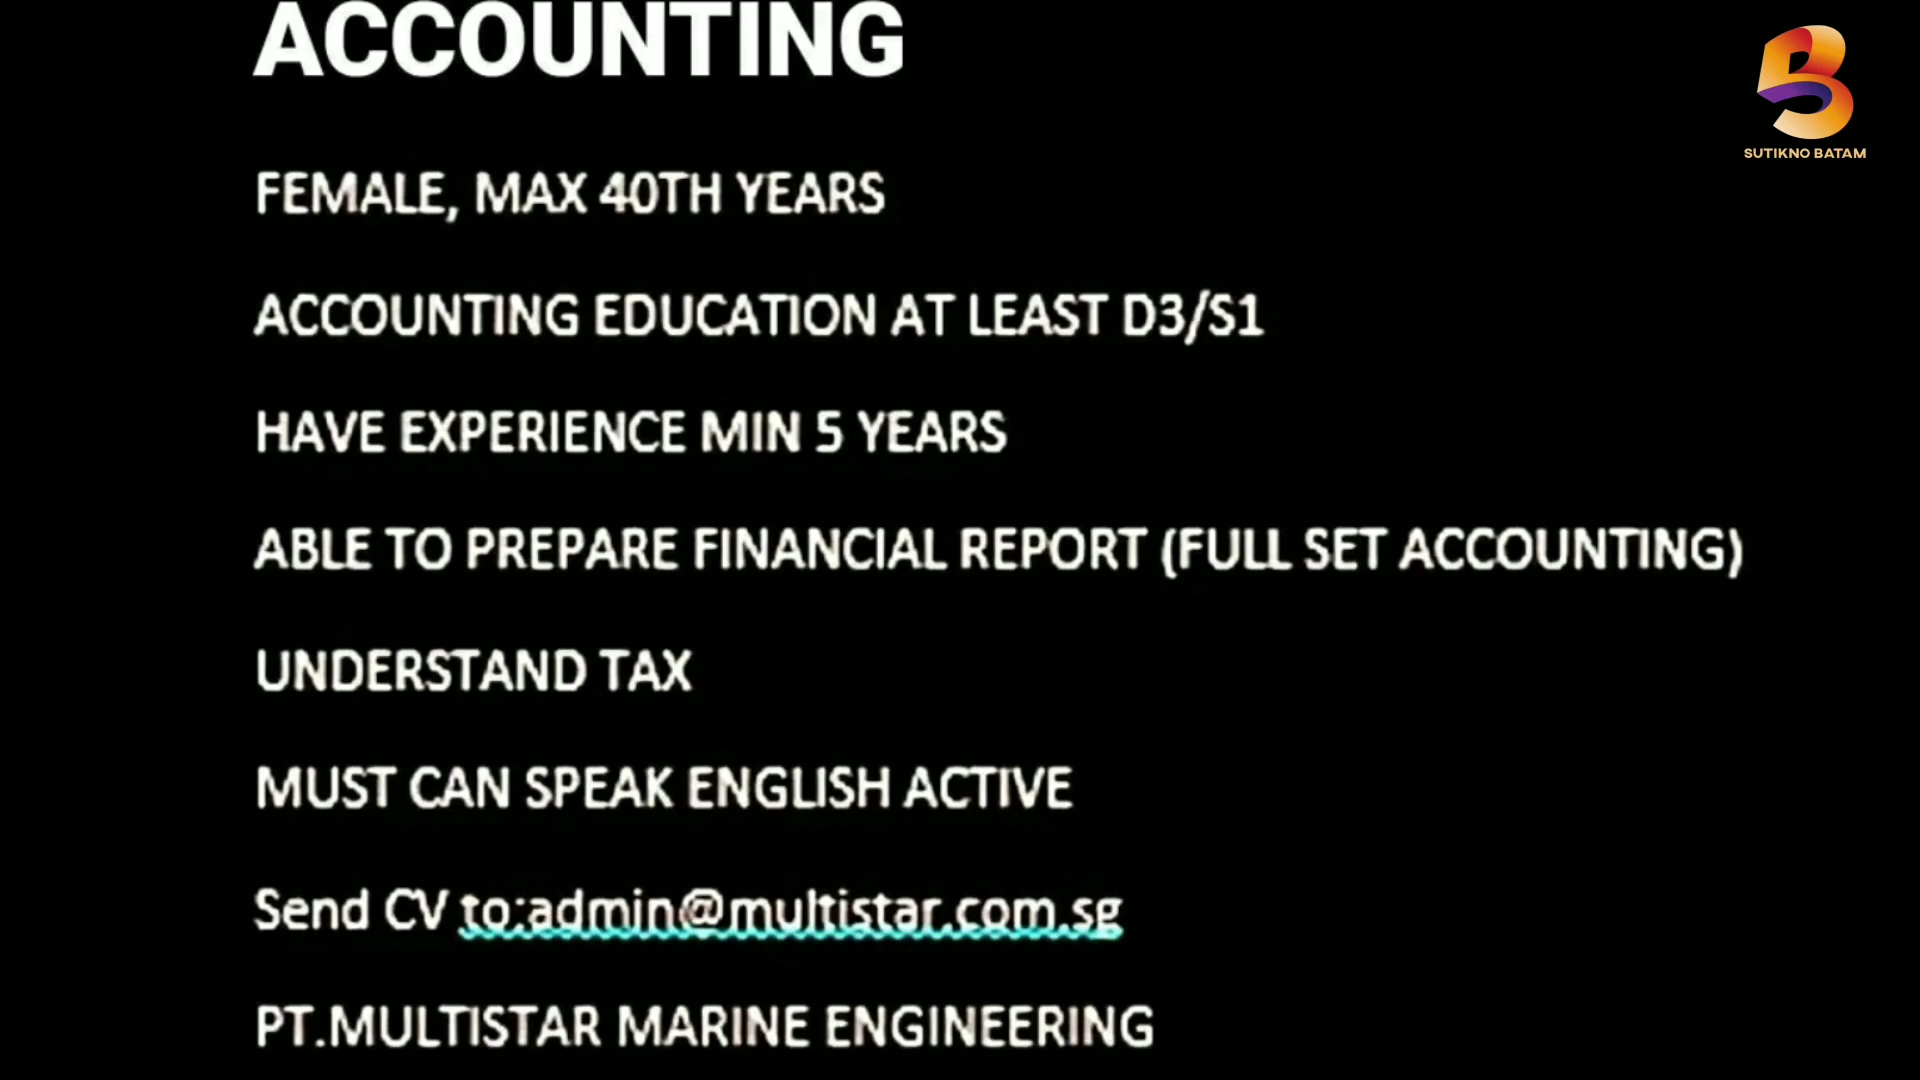 ACCOUNTING
SUTIKNO BATAM
FEMALE, MAX 40TH YEARS
ACCOUNTING EDUCATION AT LEAST D3/S1
HAVE EXPERIENCE MIN 5 YEARS
ABLE TO PREPARE FINANCIAL REPORT (FULL SET ACCOUNTING)
UNDERSTAND TAX
MUST CAN SPEAK ENGLISH ACTIVE
Send CV to:admin@multistar.com.sg
PT.MULTISTAR MARINE ENGINEERING